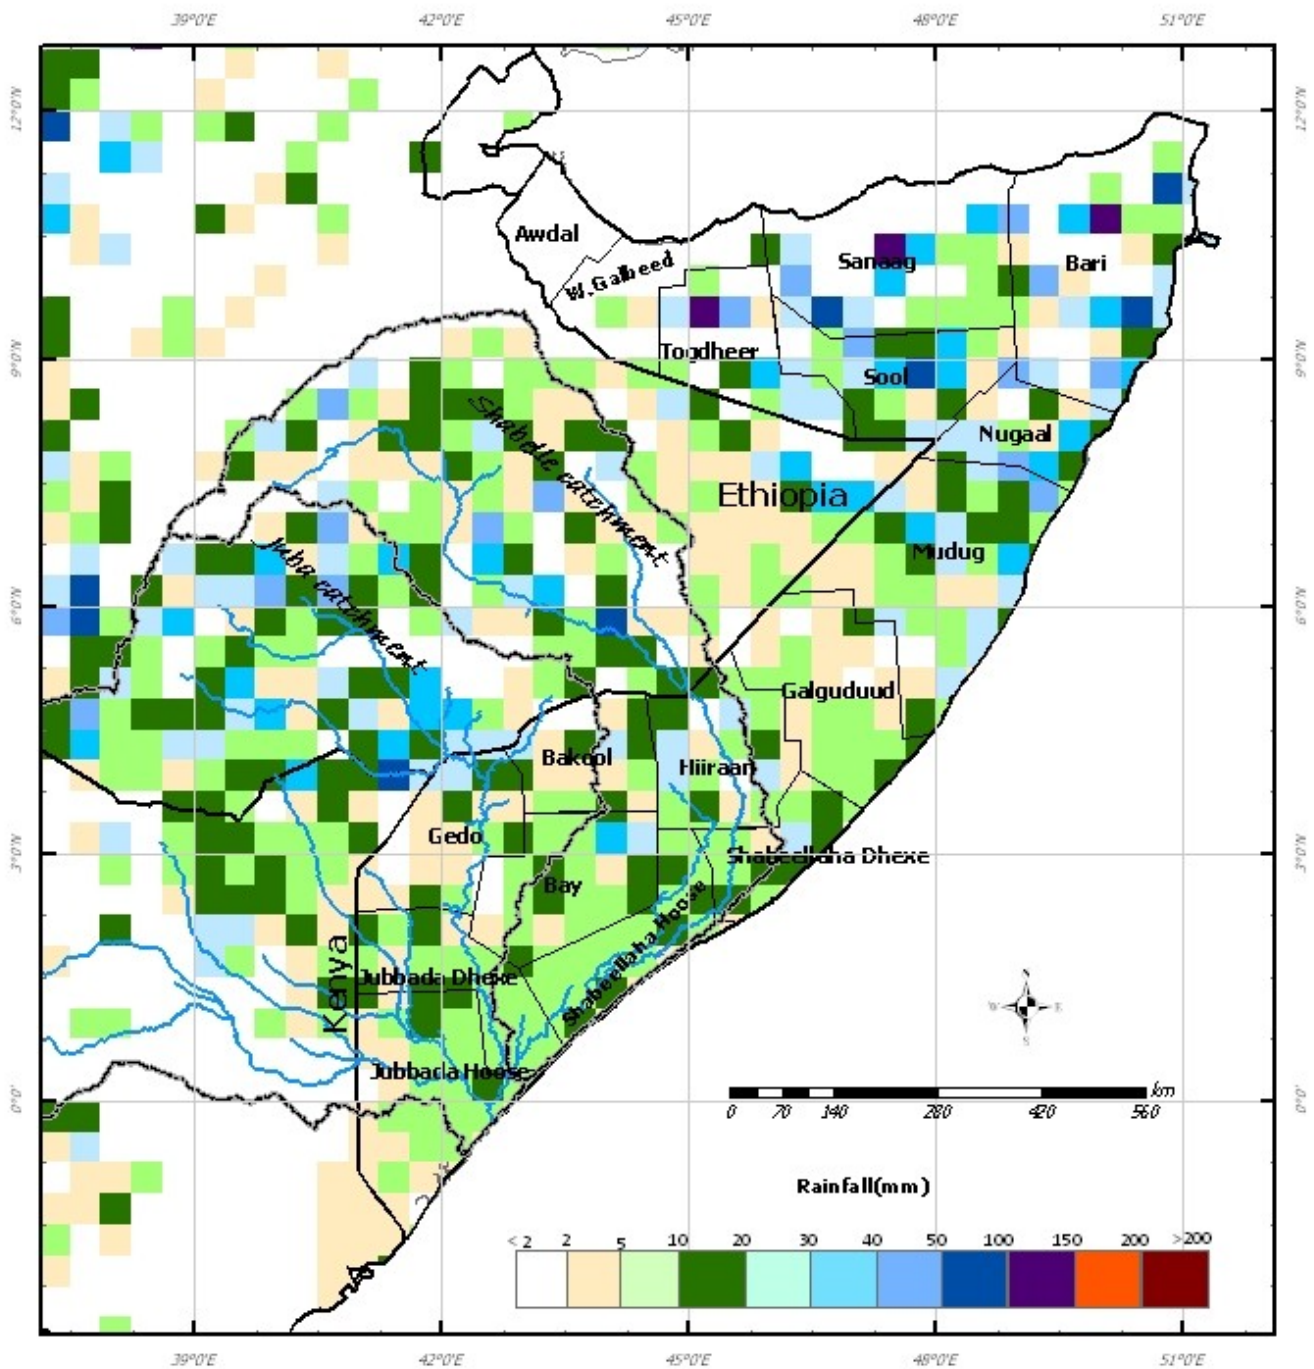 39°0'E 42°0'E 45°0'E 48°0'E 51°0'E
12°0'N 12°0'N
Awdal
W.Galbeed
Sanaag
Bari
9°0'N 9°0'N
Togdheer
Sool
Nugaal
Shabelle catchment
Ethiopia
Juba catchment
Mudug
6°0'N 6°0'N
Galguduud
Bakool
Hiiraan
Gedo
3°0'N 3°0'N
Shabeellaha Dhexe
Bay
Shabeellaha Hoose
Kenya
Jubbada Dhexe
N
W E
S
Jubbada Hoose
0°0' 0°0'
km
0 70 140 280 420 560
Rainfall(mm)
< 2 2 5 10 20 30 40 50 100 150 200 >200
39°0'E 42°0'E 45°0'E 48°0'E 51°0'E